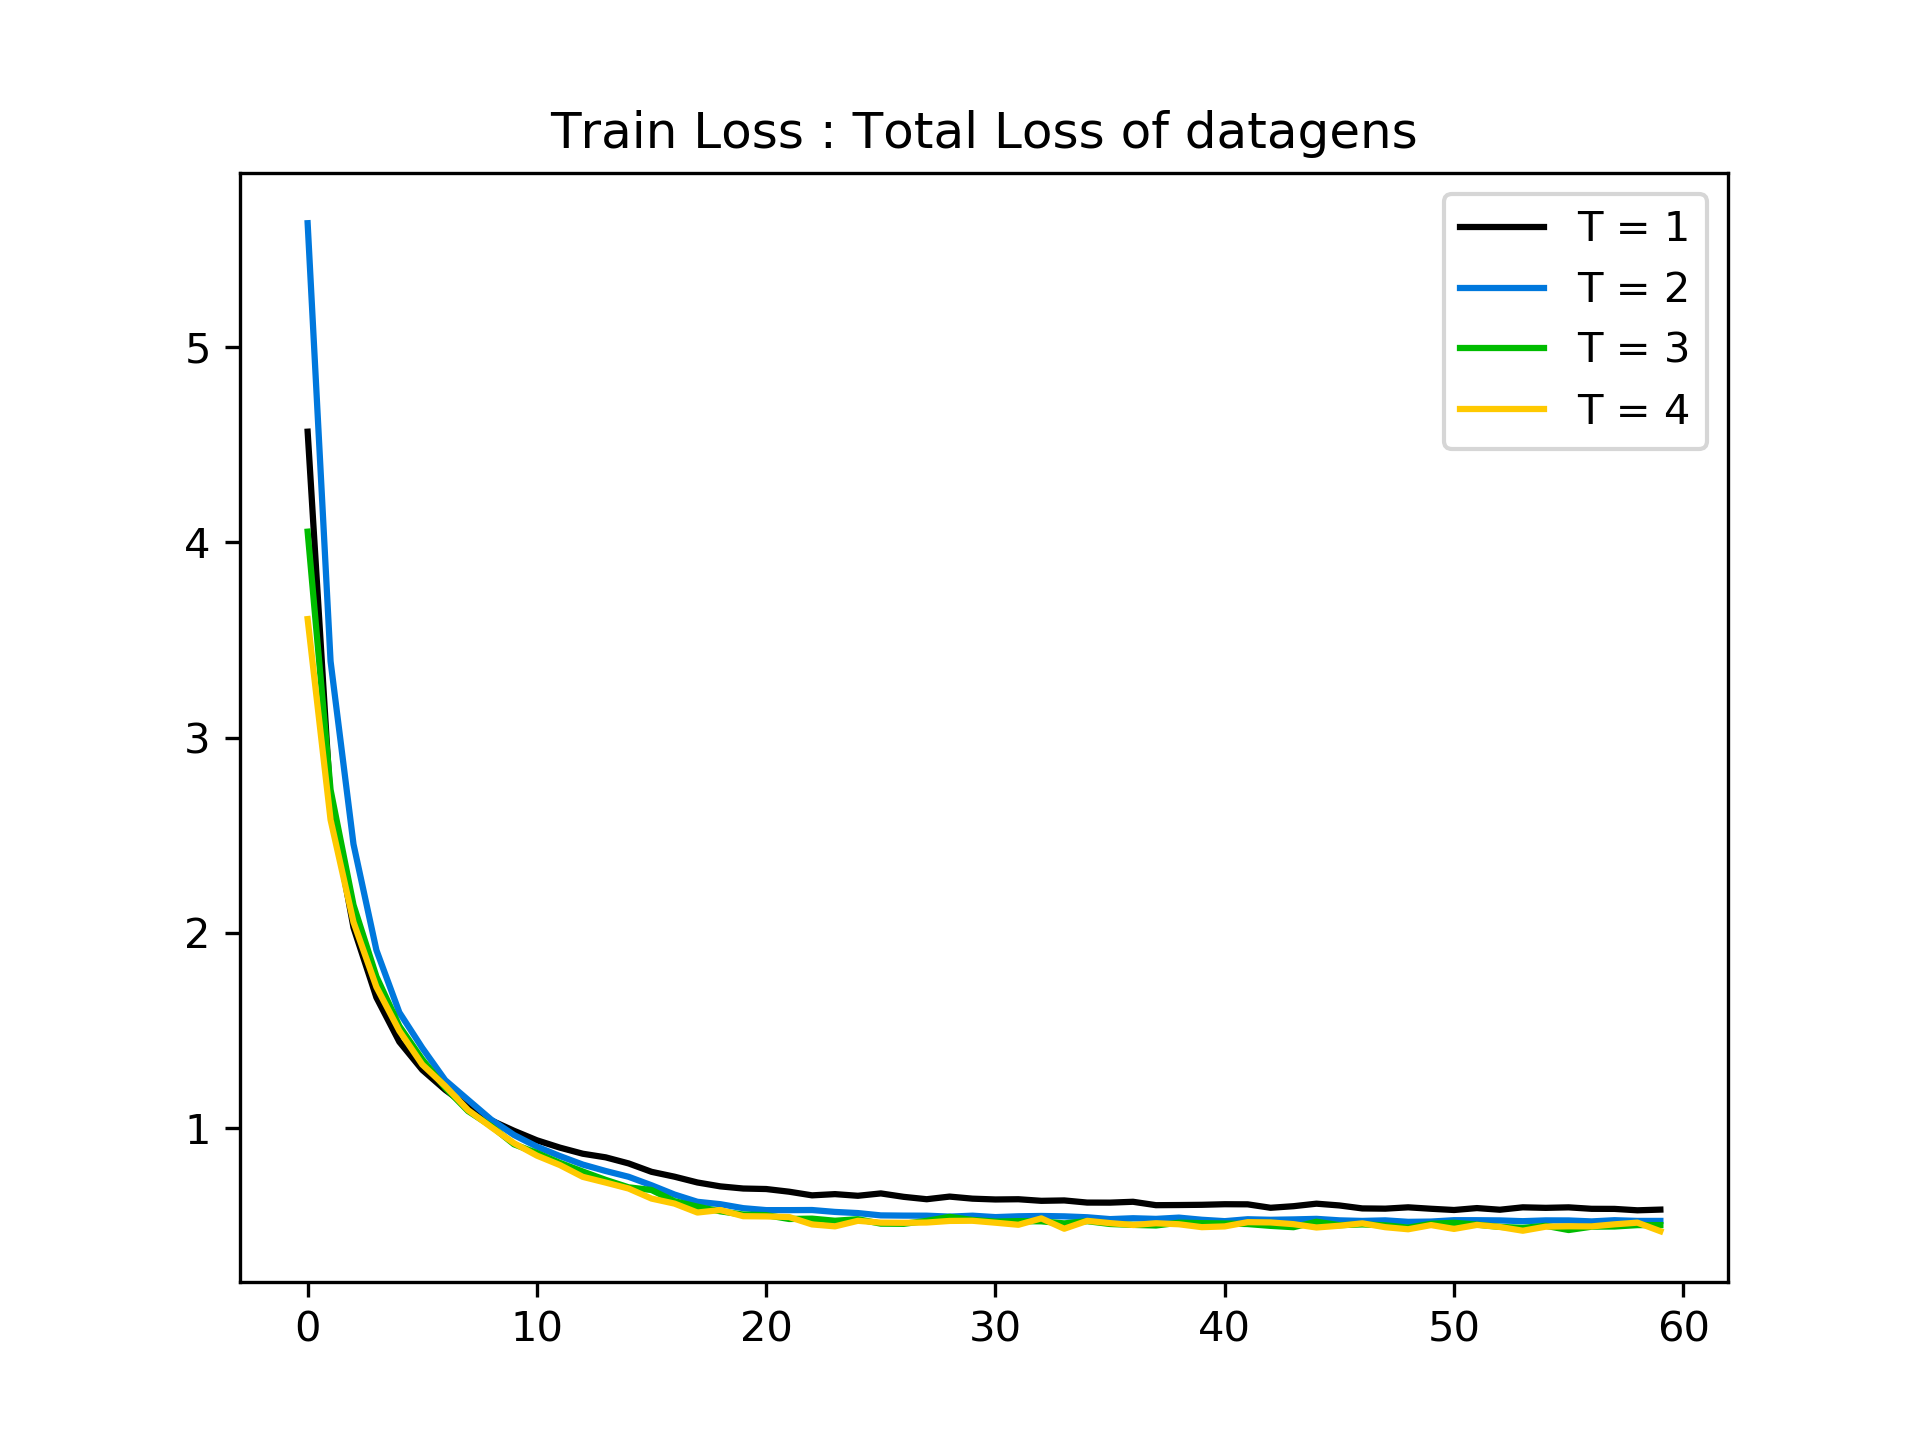 Train Loss : Total Loss of datagens
T = 1
T = 2
T = 3
T = 4
5
4
3
2
1
0 10 20 30 40 50 60